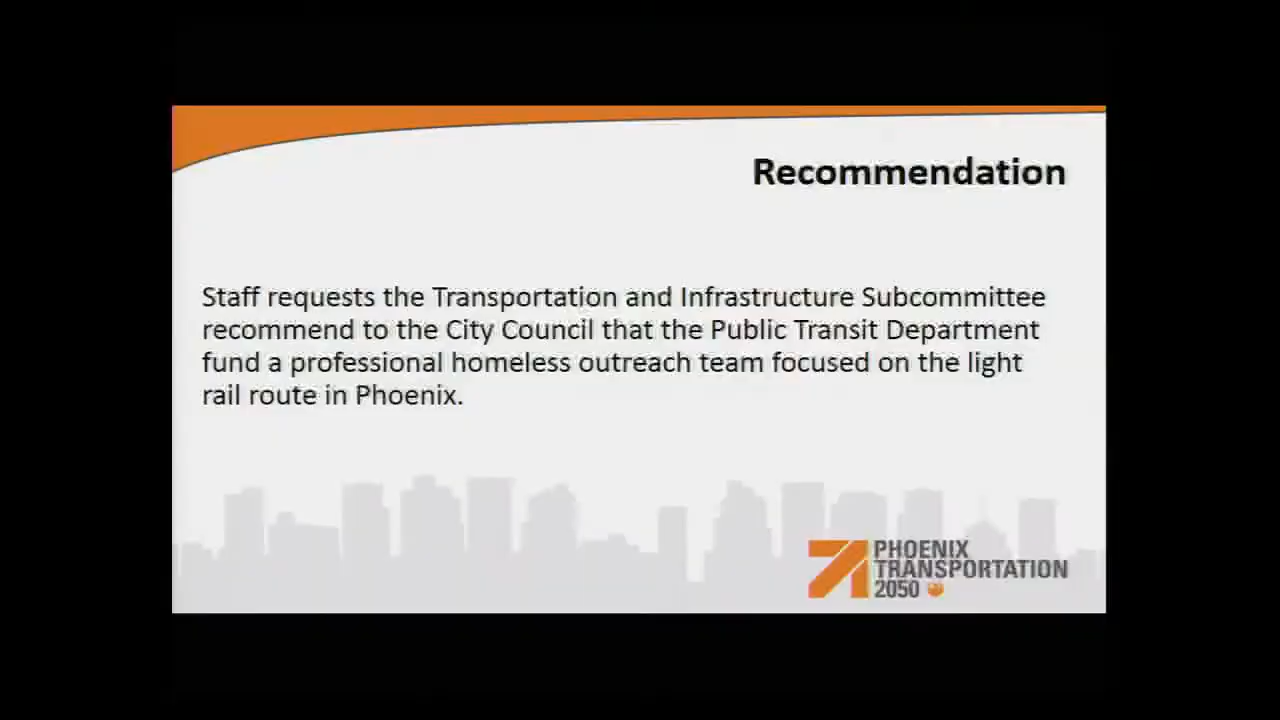 Recommendation
Staff requests the Transportation and Infrastructure Subcommittee
recommend to the City Council that the Public Transit Department
fund a professional homeless outreach team focused on the light
rail route in Phoenix.
PHOENIX
TRANSPORTATION
2050